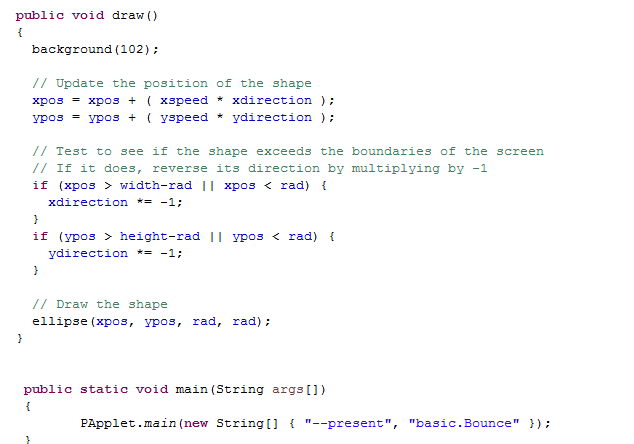 public void draw()
{
background(102);
// Update the position of the shape
xpos = xpos + ( xspeed * xdirection );
ypos = ypos + ( yspeed * ydirection );
// Test to see if the shape exceeds the boundaries of the screen
// If it does, reverse its direction by multiplying by -1
if (xpos > width-rad || xpos < rad) {
xdirection *= -1;
}
if (ypos > height-rad || ypos < rad) {
ydirection *= -1;
}
// Draw the shape
ellipse(xpos, ypos, rad, rad);
}
public static void main(String args[])
{
PApplet.main(new String[] { "--present", "basic.Bounce" });
}